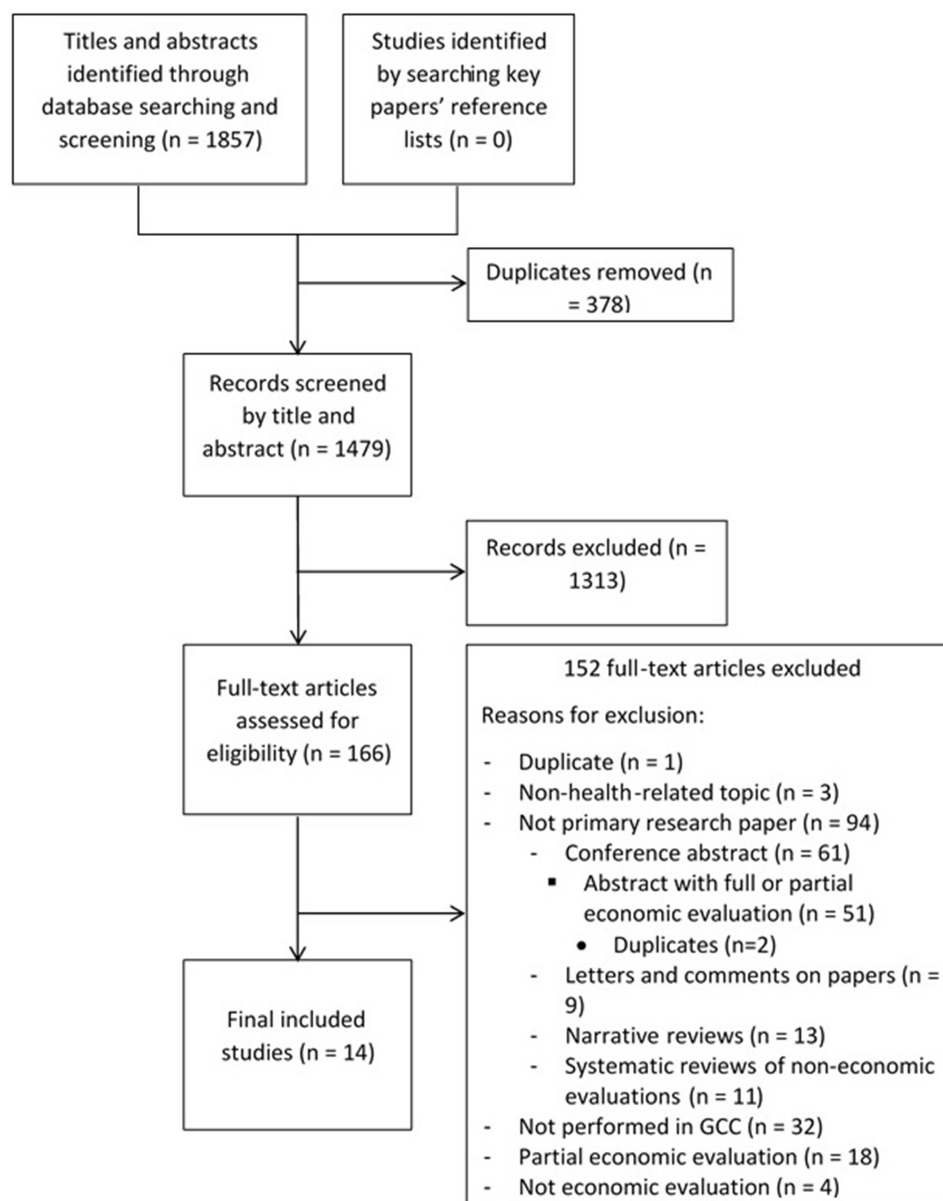 Titles and abstracts
identified through
database searching and
screening (n = 1857)
Studies identified
by searching key
papers’ reference
lists (n = 0)
Duplicates removed (n
= 378)
Records screened
by title and
abstract (n = 1479)
Records excluded (n =
1313)
Full-text articles
assessed for
eligibility (n = 166)
152 full-text articles excluded
Reasons for exclusion:
- Duplicate (n = 1)
- Non-health-related topic (n = 3)
- Not primary research paper (n = 94)
- Conference abstract (n = 61)
▪ Abstract with full or partial
economic evaluation (n = 51)
• Duplicates (n=2)
- Letters and comments on papers (n =
9)
- Narrative reviews (n = 13)
- Systematic reviews of non-economic
evaluations (n = 11)
- Not performed in GCC (n = 32)
- Partial economic evaluation (n = 18)
- Not economic evaluation (n = 4)
Final included
studies (n = 14)